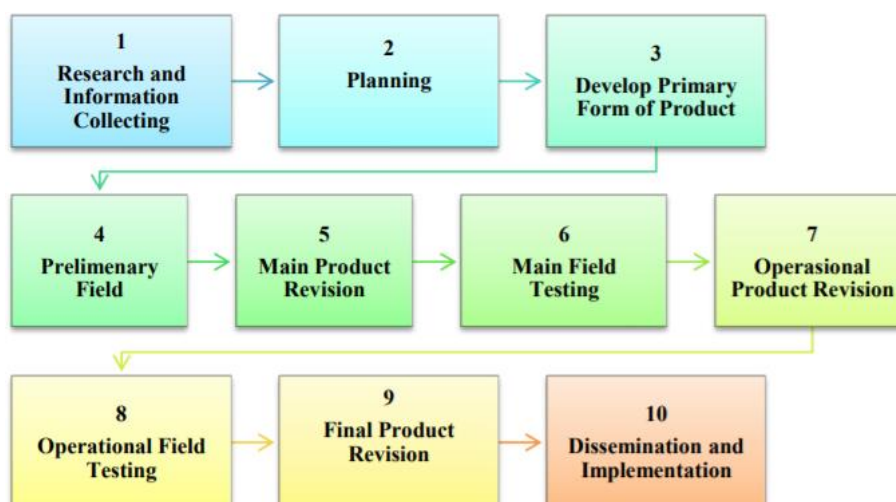 1
Research and
Information
Collecting
2
Planning
3
Develop Primary
Form of Product
4
Prelimenary
Field
5
Main Product
Revision
6
Main Field
Testing
7
Operasional
Product Revision
8
Operational Field
Testing
9
Final Product
Revision
10
Dissemination and
Implementation